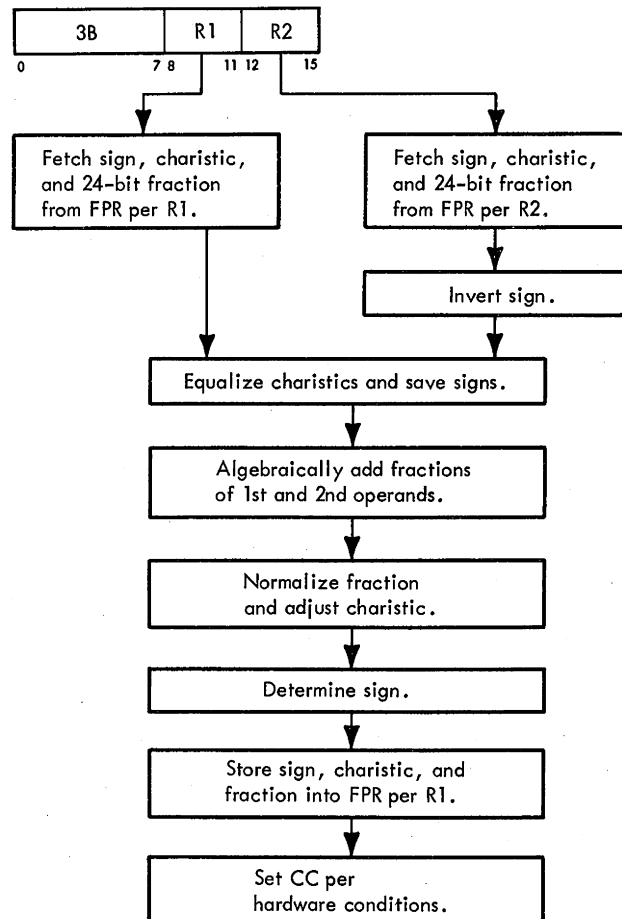 3B R1 R2
0 7 8 11 12 15
Fetch sign, charistic,
and 24-bit fraction
from FPR per R1.
Fetch sign, charistic,
and 24-bit fraction
from FPR per R2.
Invert sign.
Equalize charistics and save signs.
Algebraically add fractions
of 1st and 2nd operands.
Normalize fraction
and adjust charistic.
Determine sign.
Store sign, charistic, and
fraction into FPR per R1.
Set CC per
hardware conditions.